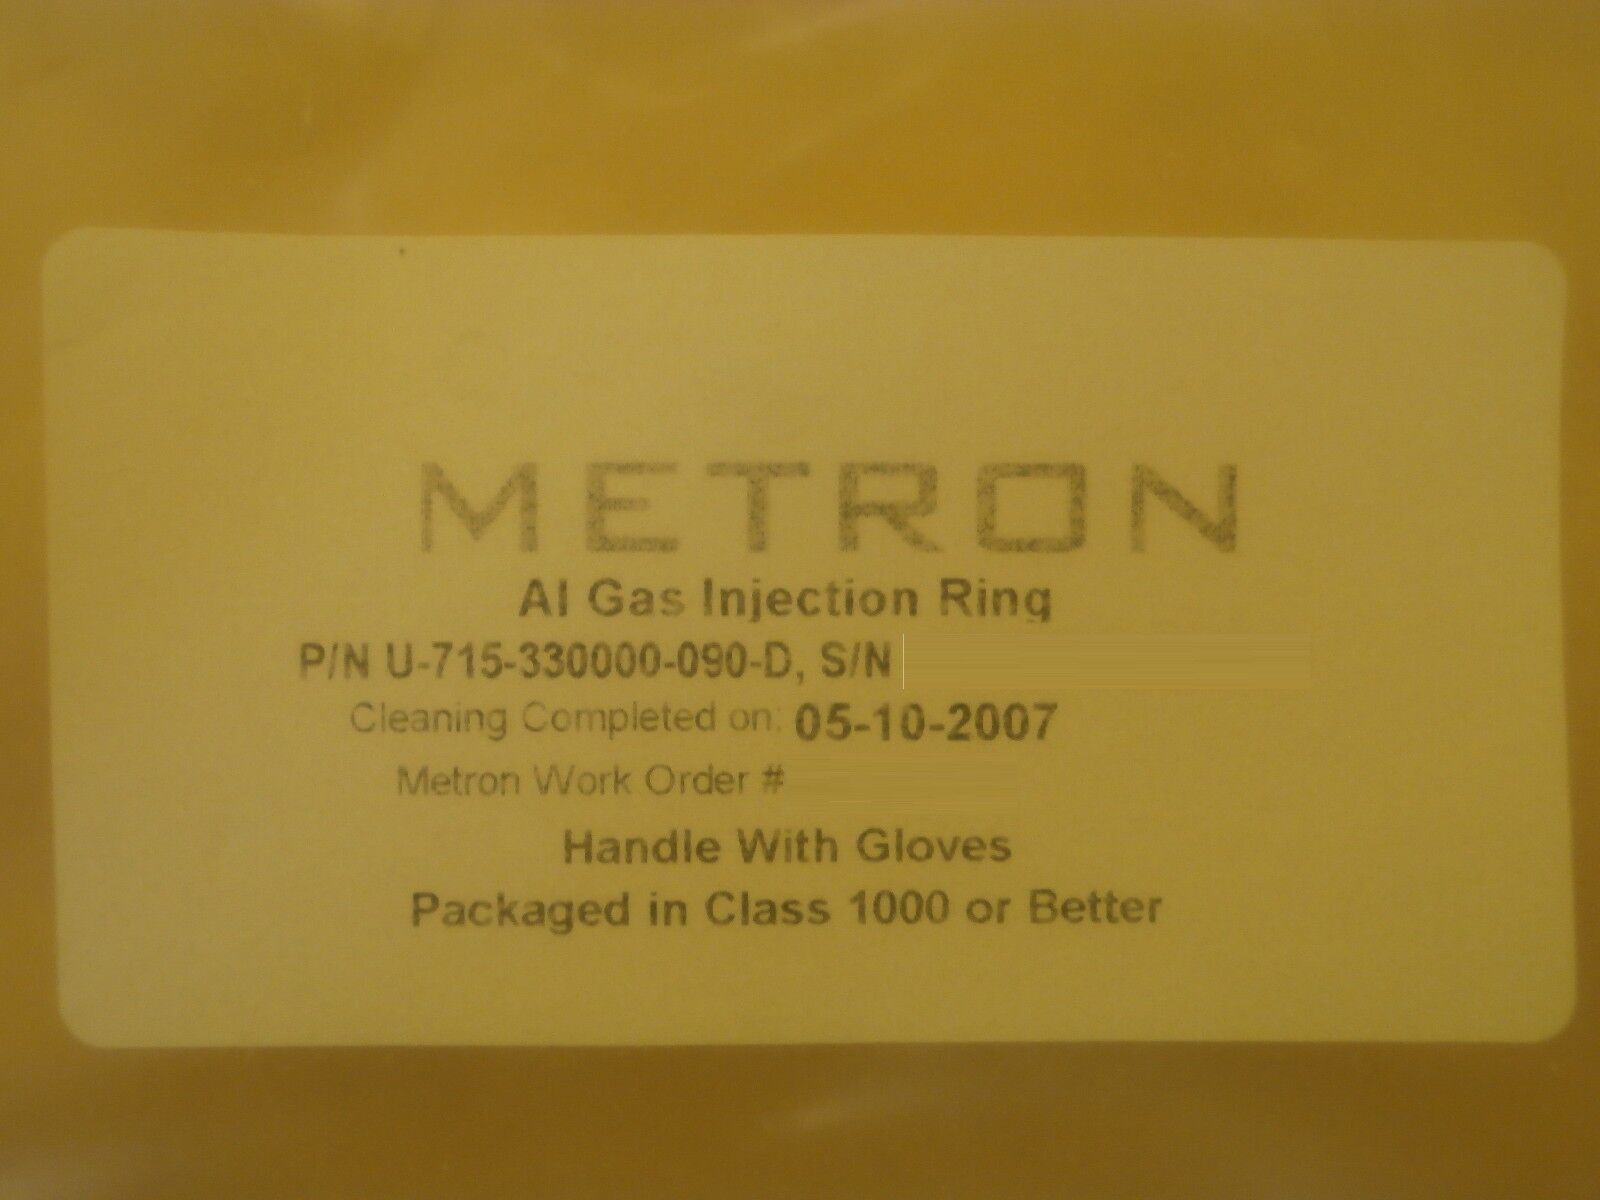 METRON
Al Gas Injection Ring
P/N U-715-330000-090-D, S/N
Cleaning Completed on: 05-10-2007
Metron Work Order #
Handle With Gloves
Packaged in Class 1000 or Better